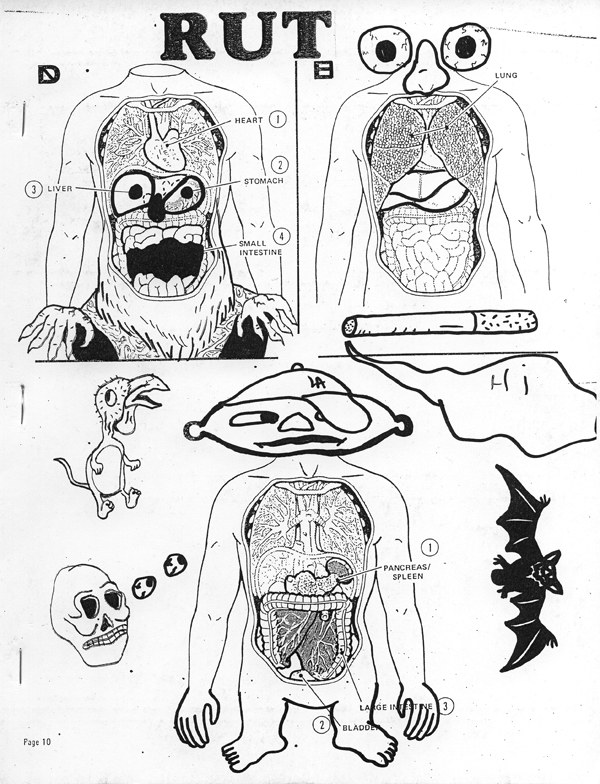 RUT
D
E
LUNG
HEART 1
2
3 LIVER
STOMACH
4
SMALL
INTESTINE
LA
Hi
1
PANCREAS/
SPLEEN
LARGE INTESTINE 3
2 BLADDER
Page 10